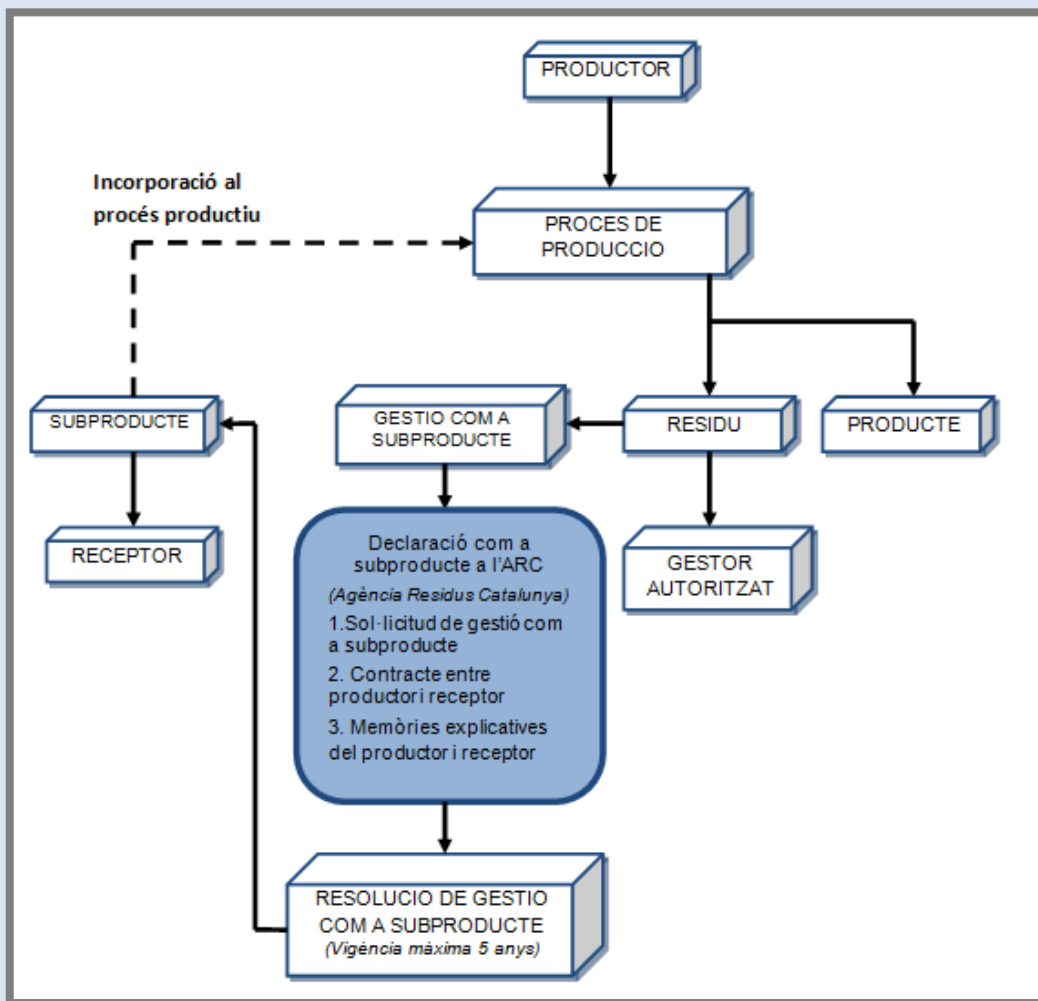 PRODUCTOR
Incorporació al
procés productiu
PROCES DE
PRODUCCIO
SUBPRODUCTE
GESTIO COM A
SUBPRODUCTE
RESIDU
PRODUCTE
RECEPTOR
GESTOR
AUTORITZAT
Declaració com a
subproducte a l'ARC
(Agència Residus Catalunya)
1.Sol·licitud de gestió com
a subproducte
2. Contracte entre
productor i receptor
3. Memòries explicatives
del productor i receptor
RESOLUCIO DE GESTIO
COM A SUBPRODUCTE
(Vigència màxima 5 anys)